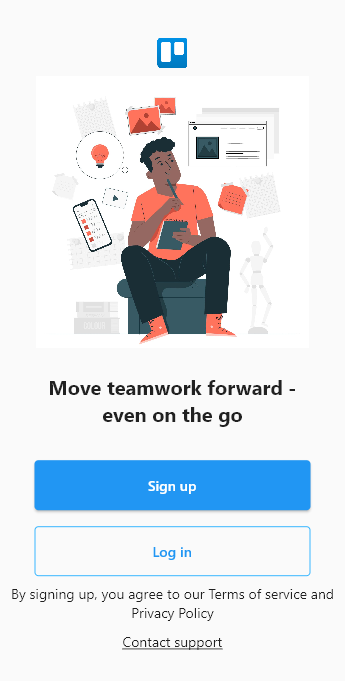 Move teamwork forward -
even on the go
Sign up
Log in
By signing up, you agree to our Terms of service and
Privacy Policy
Contact support